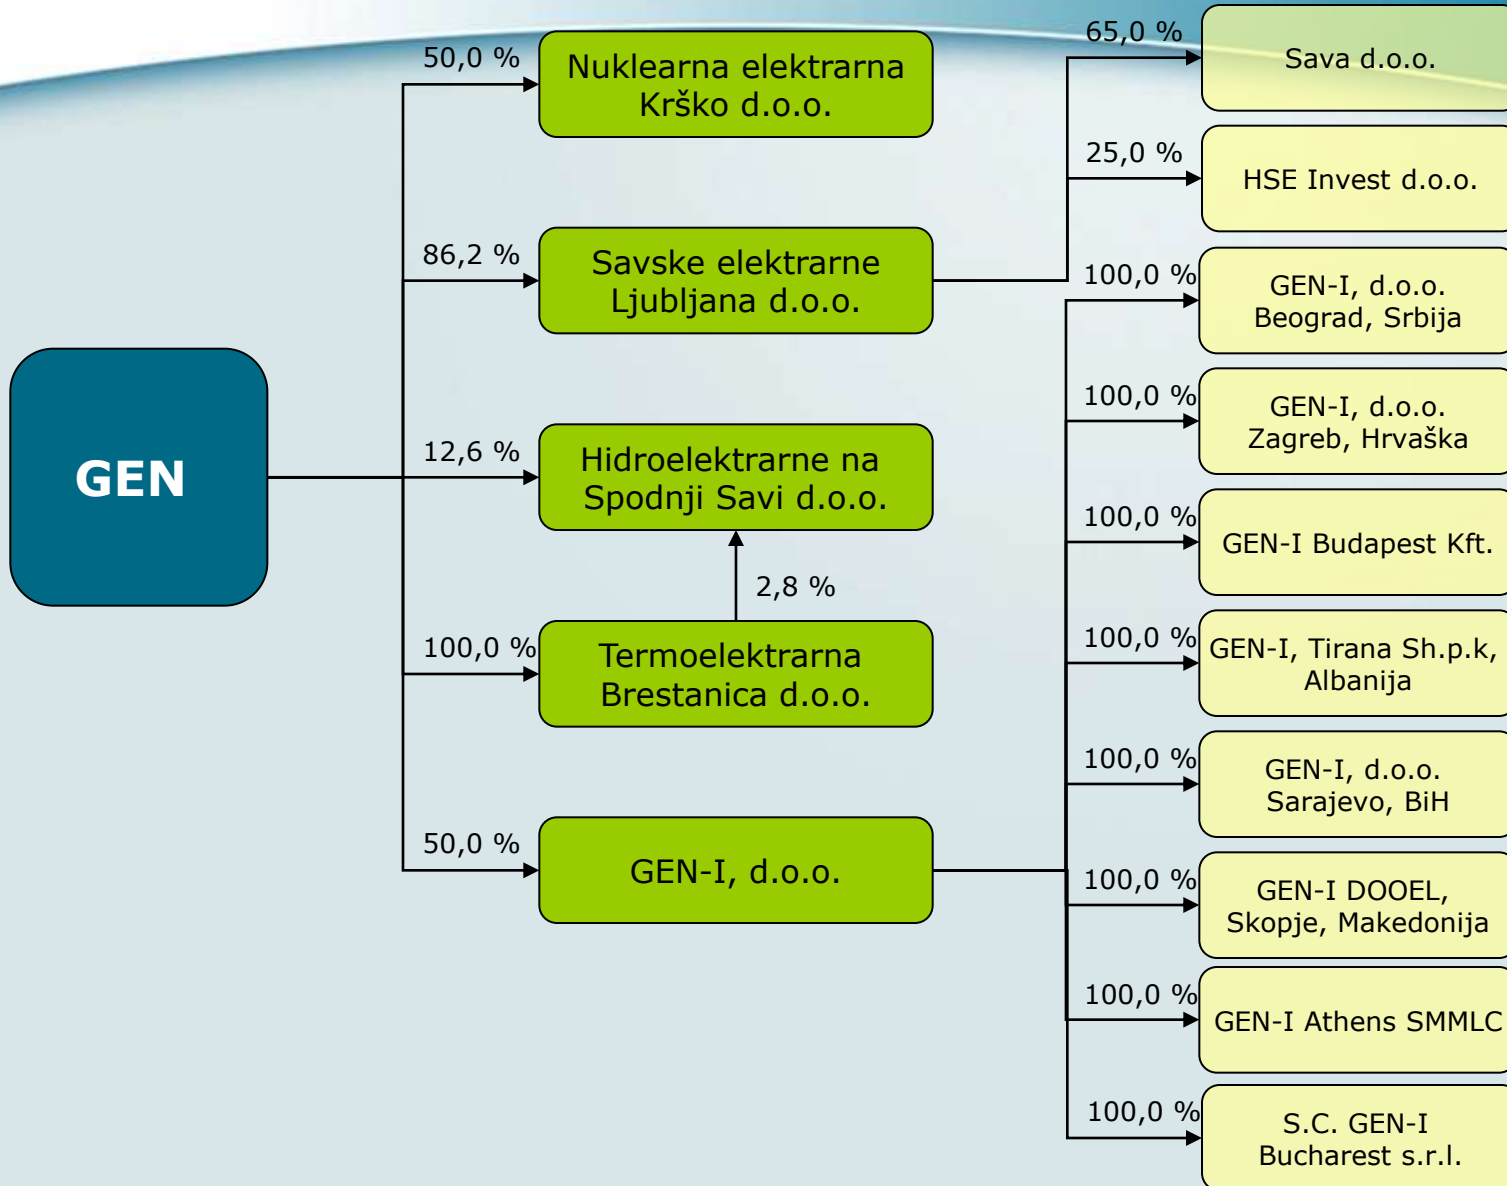 GEN
50,0 %
Nuklearna elektrarna
Krško d.o.o.
86,2 %
Savske elektrarne
Ljubljana d.o.o.
12,6 %
Hidroelektrarne na
Spodnji Savi d.o.o.
2,8 %
100,0 %
Termoelektrarna
Brestanica d.o.o.
50,0 %
GEN-I, d.o.o.
65,0 %
Sava d.o.o.
25,0 %
HSE Invest d.o.o.
100,0 %
GEN-I, d.o.o.
Beograd, Srbija
100,0 %
GEN-I, d.o.o.
Zagreb, Hrvaška
100,0 %
GEN-I Budapest Kft.
100,0 %
GEN-I, Tirana Sh.p.k,
Albanija
100,0 %
GEN-I, d.o.o.
Sarajevo, BiH
100,0 %
GEN-I DOOEL,
Skopje, Makedonija
100,0 %
GEN-I Athens SMMLC
100,0 %
S.C. GEN-I
Bucharest s.r.l.